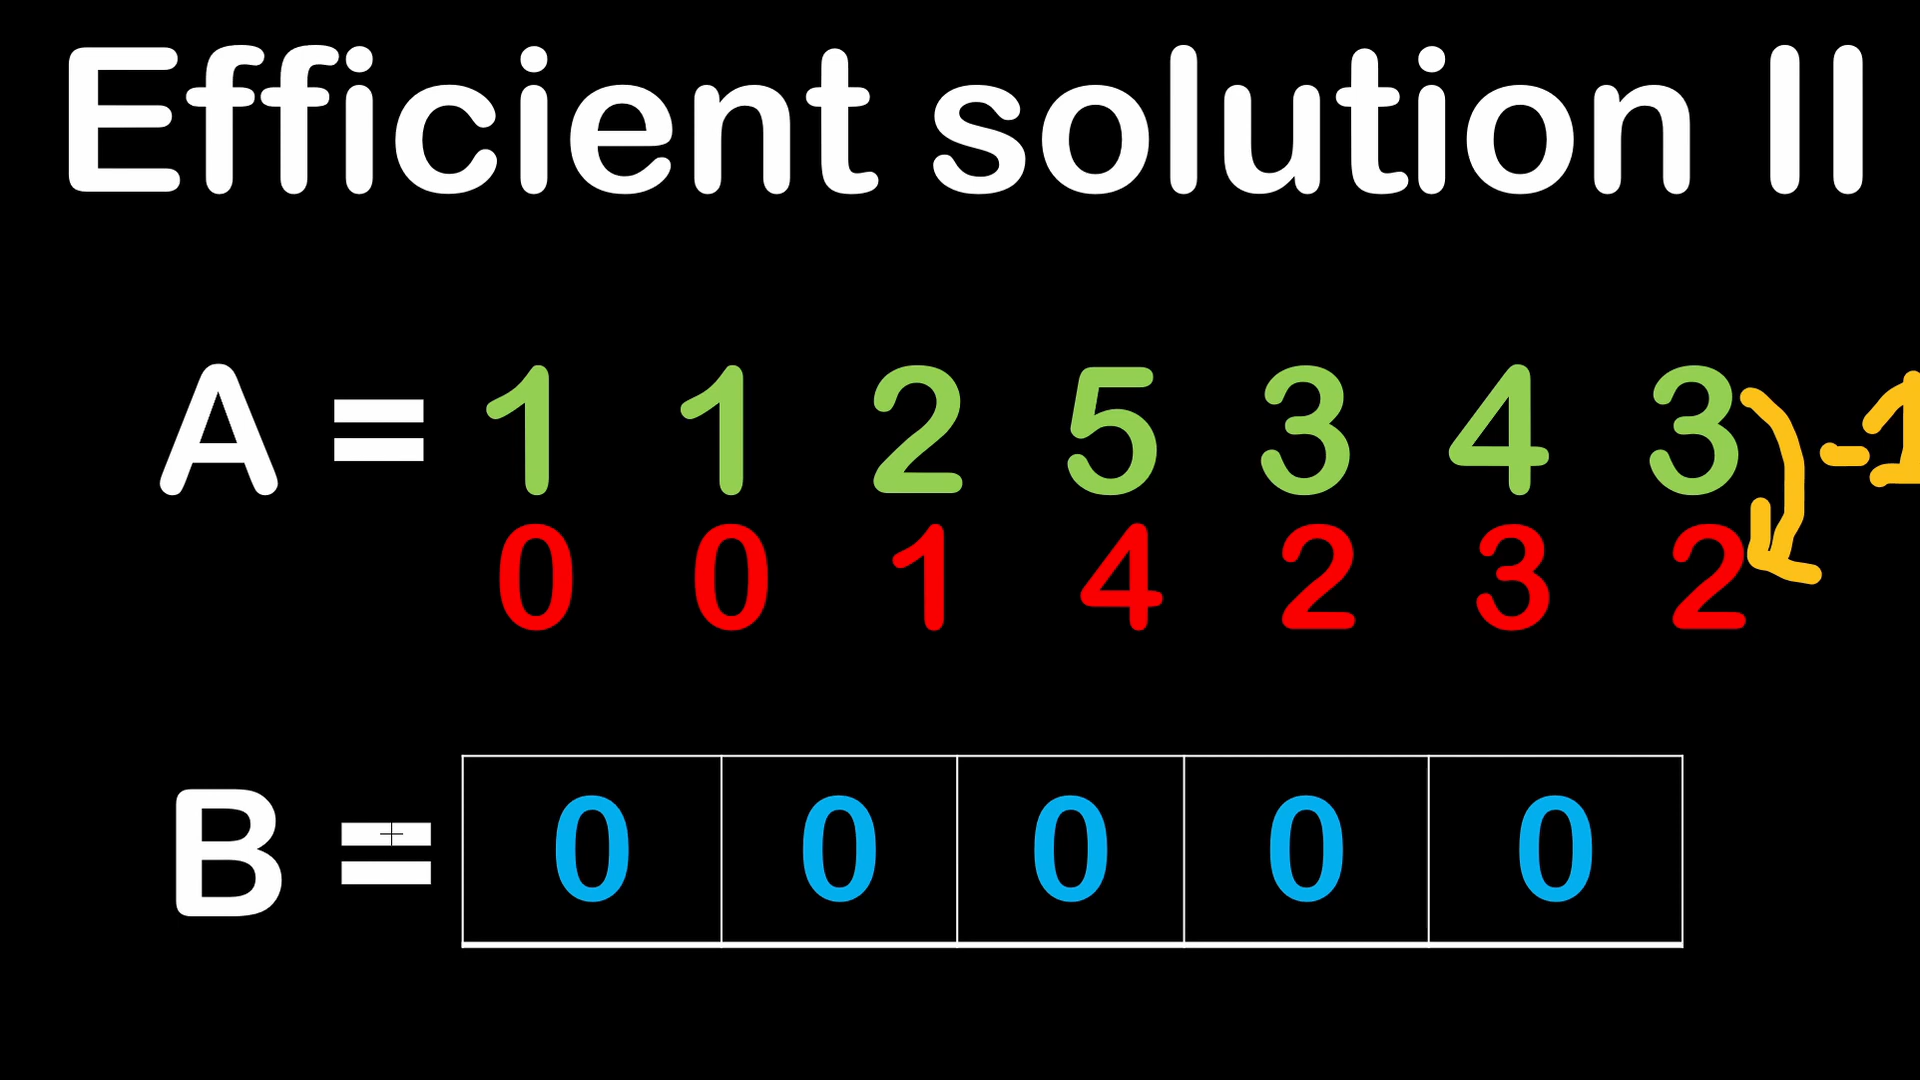 Efficient solution II
A = 1 1 2 5 3 4 3 -1
0 0 1 4 2 3 2
B = 0 0 0 0 0